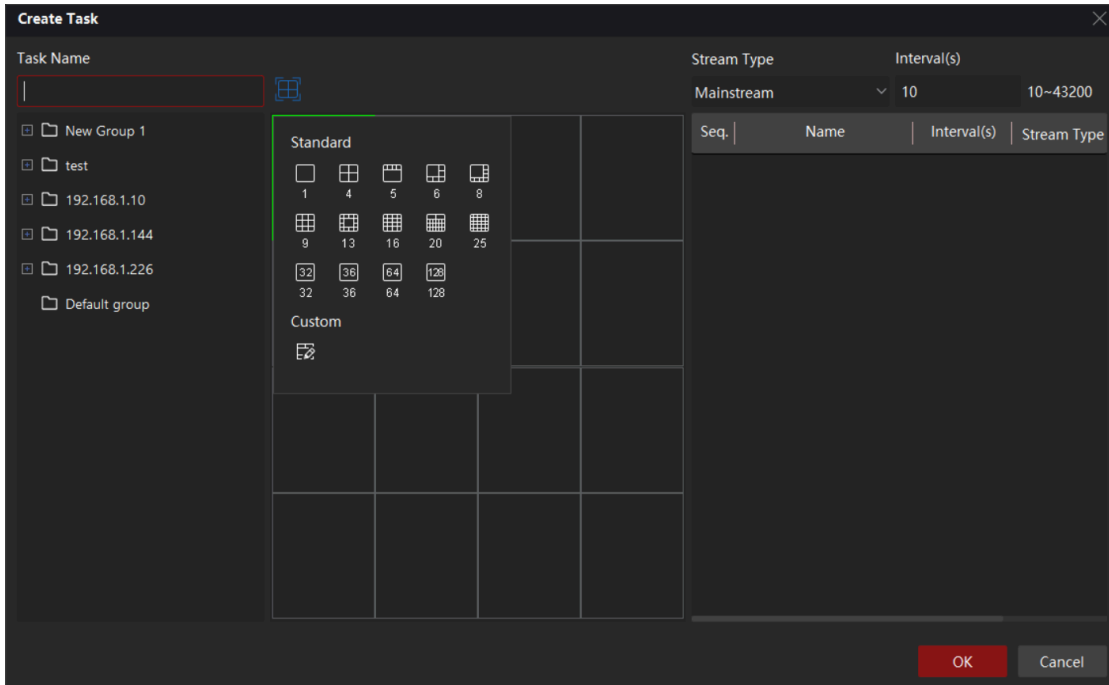 Create Task
Task Name
Stream Type Interval(s)
Mainstream 10 10~43200
New Group 1
test
192.168.1.10
192.168.1.144
192.168.1.226
Default group
Standard
1 4 5 6 8
9 13 16 20 25
32 36 64 128
32 36 64 128
Custom
Seq. Name Interval(s) Stream Type
OK Cancel